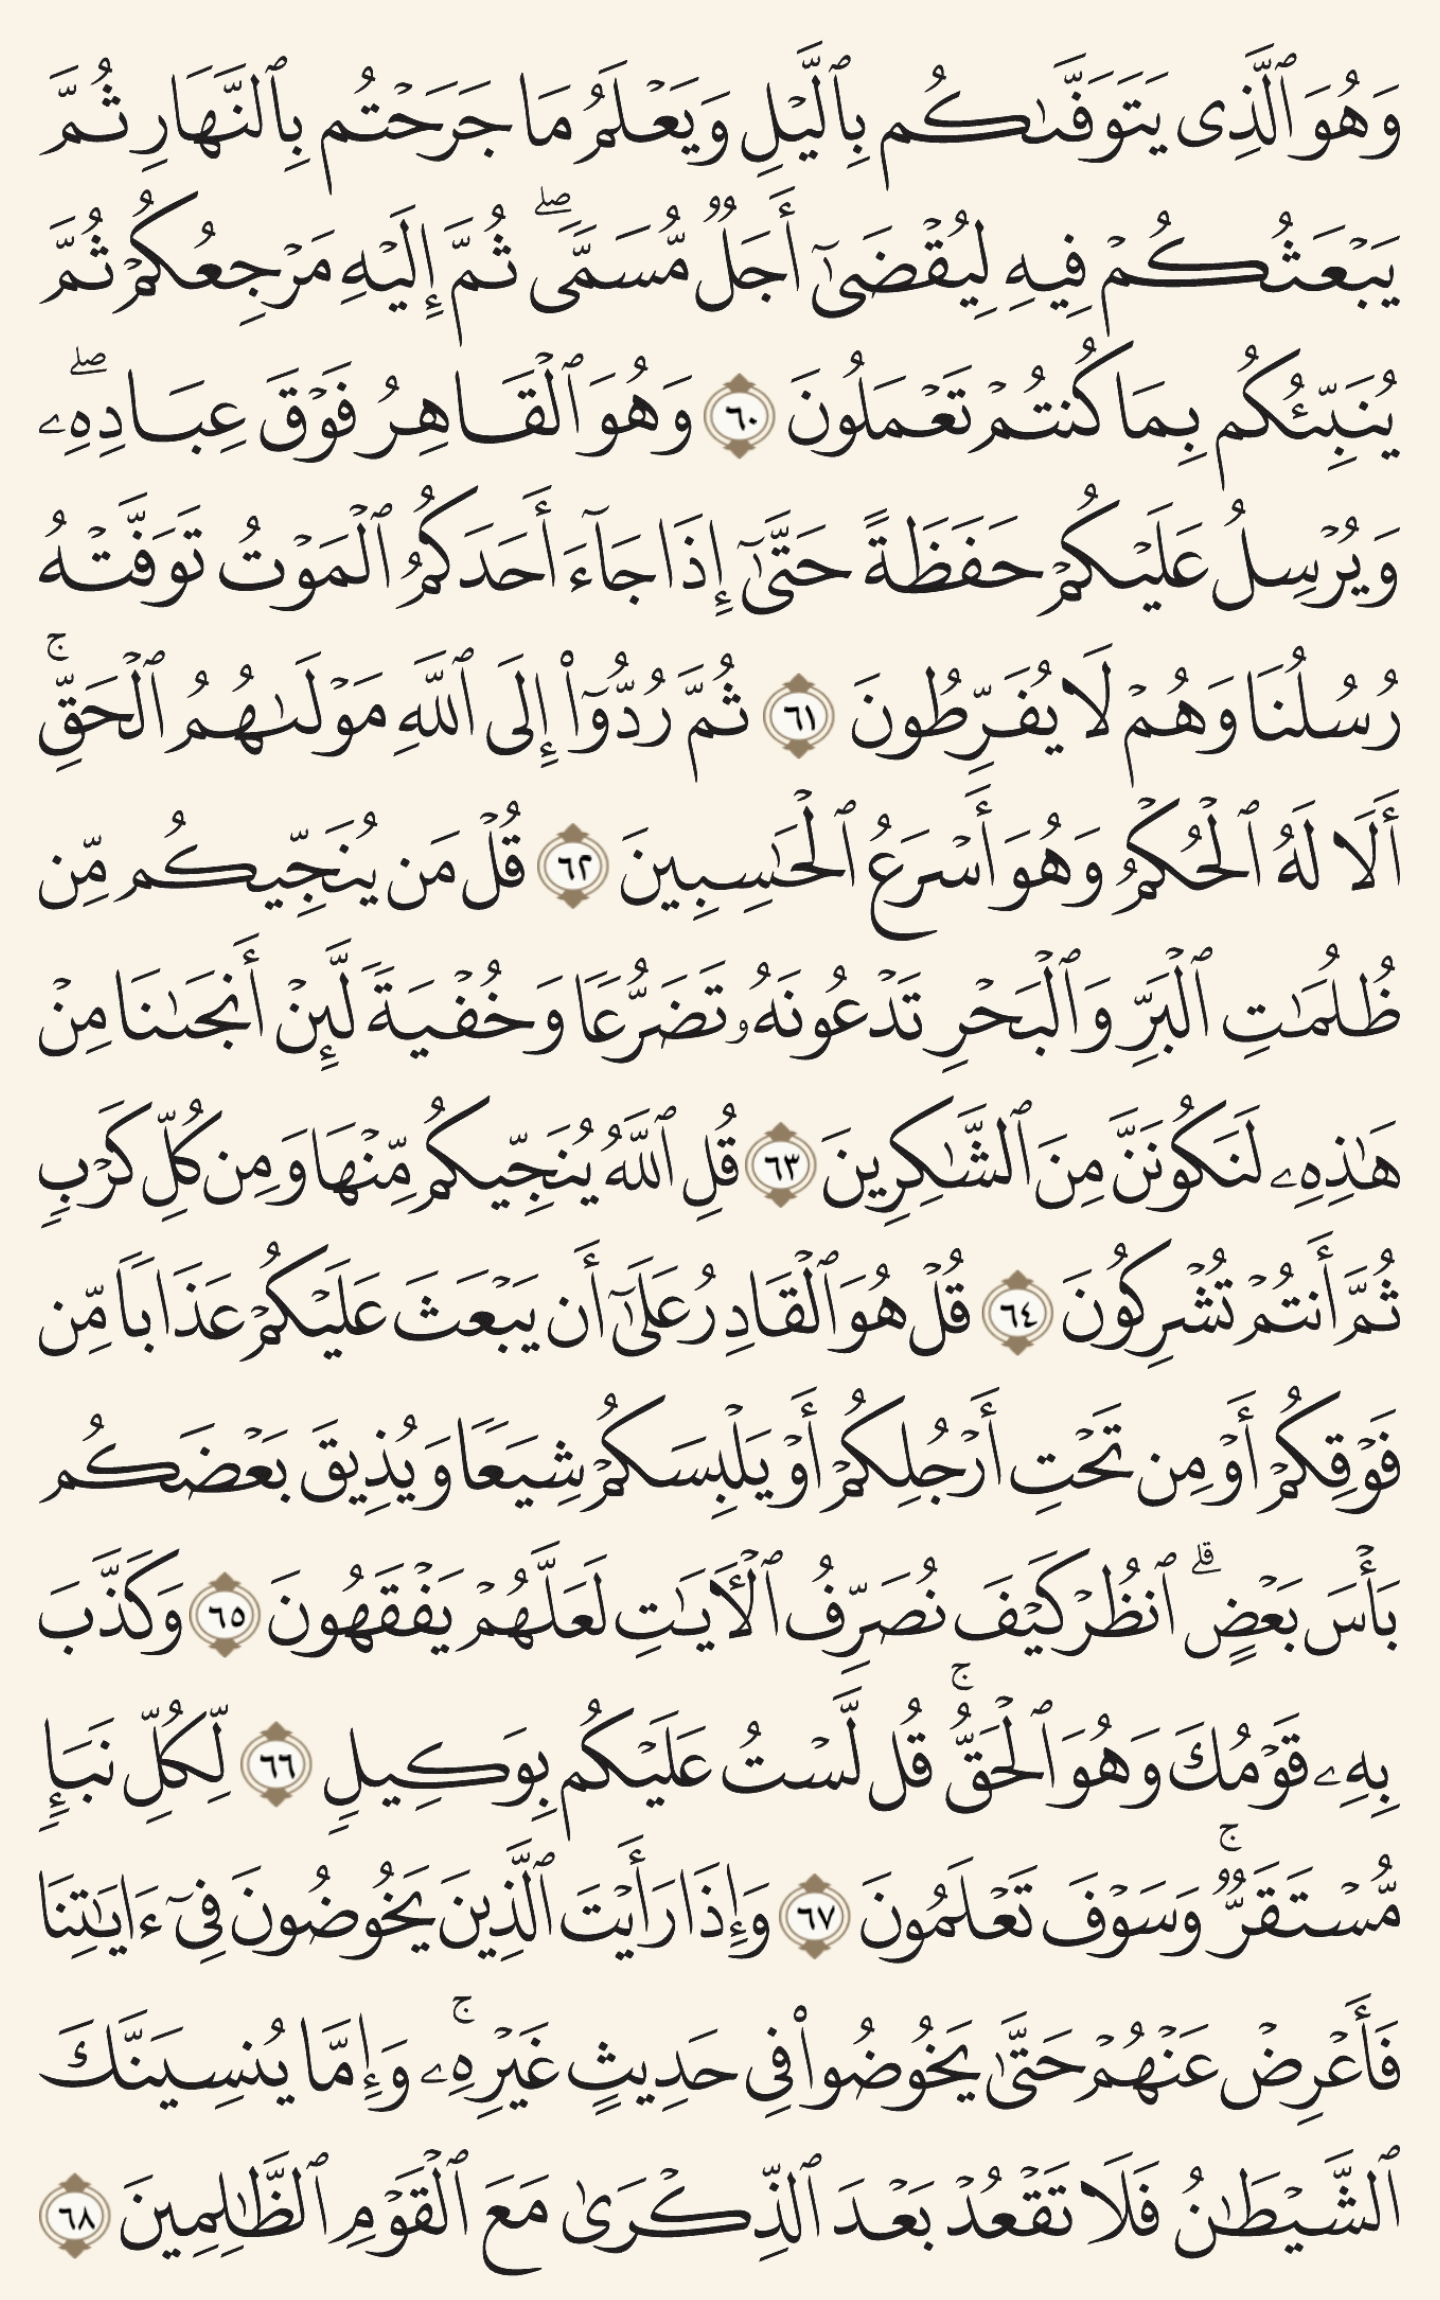 وَهُوَ ٱلَّذِى يَتَوَفَّىٰكُم بِٱلَّيْلِ وَيَعْلَمُ مَا جَرَحْتُم بِٱلنَّهَارِ ثُمَّ
يَبْعَثُكُمْ فِيهِ لِيُقْضَىٰٓ أَجَلٌ مُّسَمًّى ۖ ثُمَّ إِلَيْهِ مَرْجِعُكُمْ ثُمَّ
يُنَبِّئُكُم بِمَا كُنتُمْ تَعْمَلُونَ ٦٠ وَهُوَ ٱلْقَاهِرُ فَوْقَ عِبَادِهِۦ ۖ
وَيُرْسِلُ عَلَيْكُمْ حَفَظَةً حَتَّىٰٓ إِذَا جَآءَ أَحَدَكُمُ ٱلْمَوْتُ تَوَفَّتْهُ
رُسُلُنَا وَهُمْ لَا يُفَرِّطُونَ ٦١ ثُمَّ رُدُّوٓا۟ إِلَى ٱللَّهِ مَوْلَىٰهُمُ ٱلْحَقِّ ۚ
أَلَا لَهُ ٱلْحُكْمُ وَهُوَ أَسْرَعُ ٱلْحَٰسِبِينَ ٦٢ قُلْ مَن يُنَجِّيكُم مِّن
ظُلُمَٰتِ ٱلْبَرِّ وَٱلْبَحْرِ تَدْعُونَهُۥ تَضَرُّعًا وَخُفْيَةً لَّئِنْ أَنجَىٰنَا مِنْ
هَٰذِهِۦ لَنَكُونَنَّ مِنَ ٱلشَّٰكِرِينَ ٦٣ قُلِ ٱللَّهُ يُنَجِّيكُم مِّنْهَا وَمِن كُلِّ كَرْبٍ
ثُمَّ أَنتُمْ تُشْرِكُونَ ٦٤ قُلْ هُوَ ٱلْقَادِرُ عَلَىٰٓ أَن يَبْعَثَ عَلَيْكُمْ عَذَابًا مِّن
فَوْقِكُمْ أَوْ مِن تَحْتِ أَرْجُلِكُمْ أَوْ يَلْبِسَكُمْ شِيَعًا وَيُذِيقَ بَعْضَكُم
بَأْسَ بَعْضٍ ۗ ٱنظُرْ كَيْفَ نُصَرِّفُ ٱلْءَايَٰتِ لَعَلَّهُمْ يَفْقَهُونَ ٦٥ وَكَذَّبَ
بِهِۦ قَوْمُكَ وَهُوَ ٱلْحَقُّ ۚ قُل لَّسْتُ عَلَيْكُم بِوَكِيلٍ ٦٦ لِّكُلِّ نَبَإٍ
مُّسْتَقَرٌّ ۚ وَسَوْفَ تَعْلَمُونَ ٦٧ وَإِذَا رَأَيْتَ ٱلَّذِينَ يَخُوضُونَ فِىٓ ءَايَٰتِنَا
فَأَعْرِضْ عَنْهُمْ حَتَّىٰ يَخُوضُوا۟ فِى حَدِيثٍ غَيْرِهِۦ ۚ وَإِمَّا يُنسِيَنَّكَ
ٱلشَّيْطَٰنُ فَلَا تَقْعُدْ بَعْدَ ٱلذِّكْرَىٰ مَعَ ٱلْقَوْمِ ٱلظَّٰلِمِينَ ٦٨